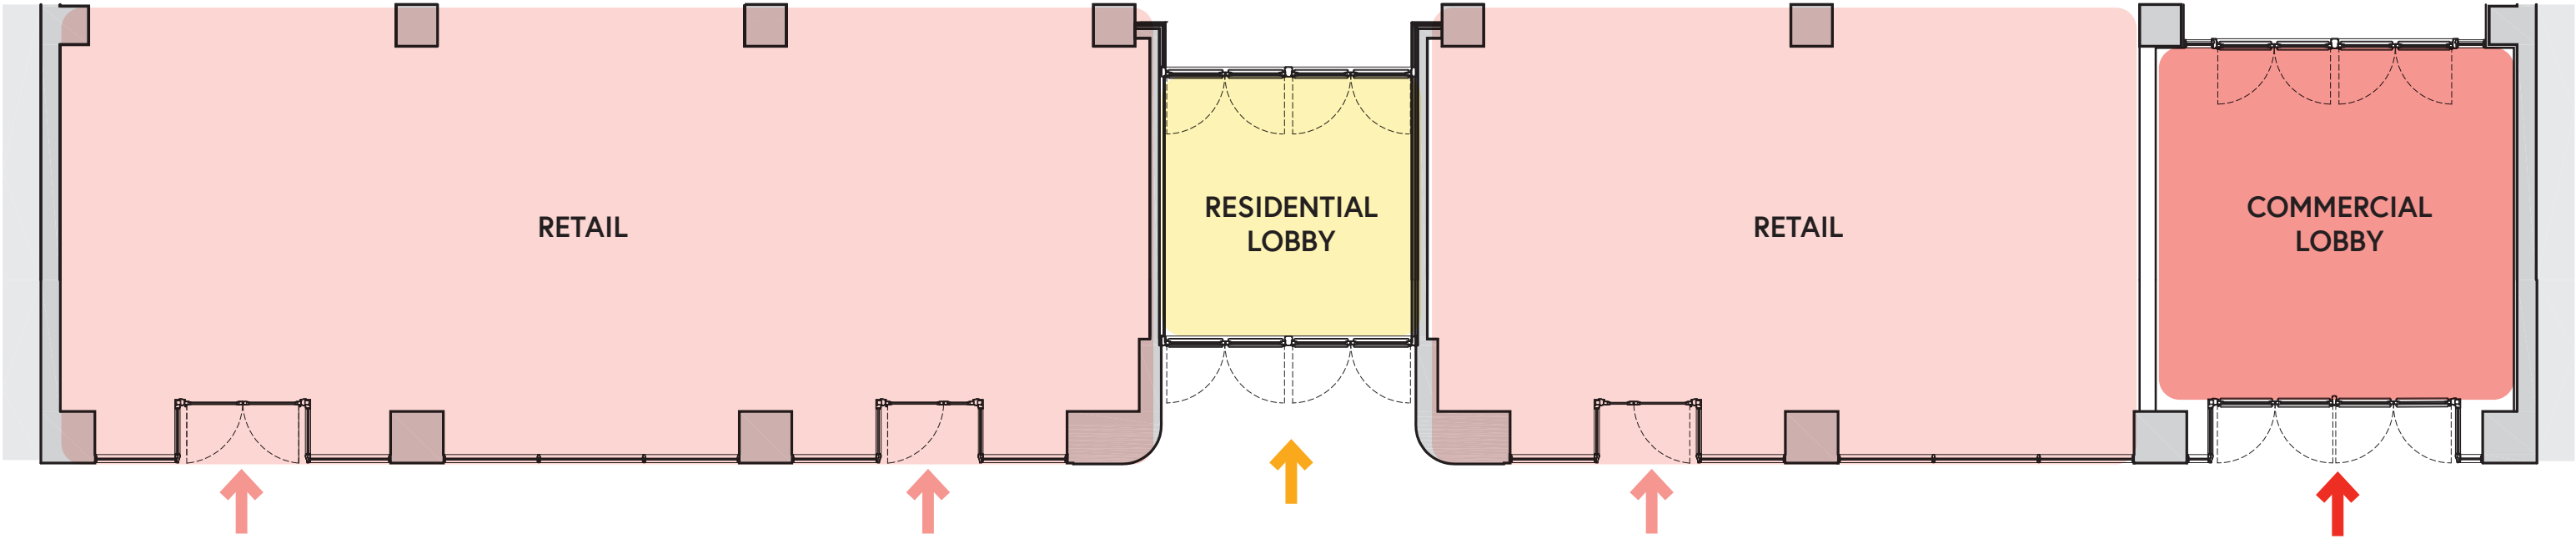 RETAIL
RESIDENTIAL
LOBBY
RETAIL
COMMERCIAL
LOBBY